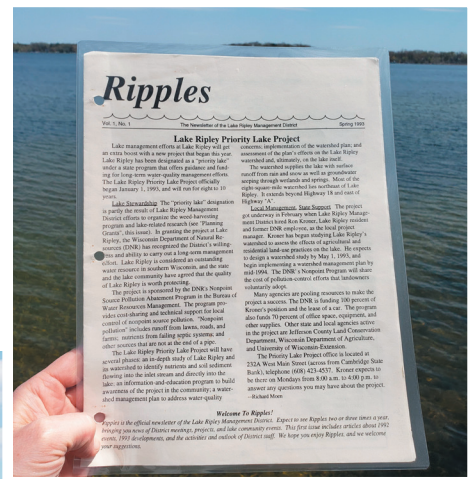 Ripples
Vol. 1, No. 1 The Newsletter of the Lake Ripley Management District Spring 1993
Lake Ripley Priority Lake Project
Lake management efforts at Lake Ripley will get
an extra boost with a new project that began this year.
Lake Ripley has been designated as a "priority lake"
under a state program that offers guidance and fund-
ing for long-term water-quality management efforts.
The Lake Ripley Priority Lake Project officially
began January 1, 1993, and will run for eight to 10
years.
Lake Stewardship The "priority lake" designation
is partly the result of Lake Ripley Management
District efforts to organize the weed-harvesting
program and lake-related research (see "Planning
Grants", this issue). In granting the project at Lake
Ripley, the Wisconsin Department of Natural Re-
sources (DNR) has recognized the District's willing-
ness and ability to carry out a long-term management
effort. Lake Ripley is considered an outstanding
water resource in southern Wisconsin, and the state
and the lake community have agreed that the quality
of Lake Ripley is worth protecting.
The project is sponsored by the DNR's Nonpoint
Source Pollution Abatement Program in the Bureau of
Water Resources Management. The program pro-
vides cost-sharing and technical support for local
control of nonpoint source pollution. "Nonpoint
pollution" includes runoff from lawns, roads, and
farms; nutrients from failing septic systems; and
other sources that are not at the end of a pipe.
The Lake Ripley Priority Lake Project will have
several phases: an in-depth study of Lake Ripley and
its watershed to identify nutrients and soil sediment
flowing into the inlet stream and directly into the
lake; an information-and-education program to build
awareness of the project in the community; a water-
shed management plan to address water-quality
concerns; implementation of the watershed plan; and
assessment of the plan's effects on the Lake Ripley
watershed and, ultimately, on the lake itself.
The watershed supplies the lake with surface
runoff from rain and snow as well as groundwater
seeping through wetlands and springs. Most of the
eight-square-mile watershed lies northeast of Lake
Ripley. It extends beyond Highway 18 and east of
Highway "A".
Local Management, State Support The project
got underway in February when Lake Ripley Manage-
ment District hired Ron Kroner, Lake Ripley resident
and former DNR employee, as the local project
manager. Kroner has begun studying Lake Ripley's
watershed to assess the effects of agricultural and
residential land-use practices on the lake. He expects
to design a watershed study by May 1, 1993, and
begin implementing a watershed management plan by
mid-1994. The DNR's Nonpoint Program will share
the cost of pollution-control efforts that landowners
voluntarily adopt.
Many agencies are pooling resources to make the
project a success. The DNR is funding 100 percent of
Kroner's position and the lease of a car. The program
also funds 70 percent of office space, equipment, and
other supplies. Other state and local agencies active
in the project are Jefferson County Land Conservation
Department, Wisconsin Department of Agriculture,
and University of Wisconsin-Extension.
The Priority Lake Project office is located at
232A West Main Street (across from Cambridge State
Bank), telephone (608) 423-4537. Kroner expects to
be there on Mondays from 8:00 a.m. to 4:00 p.m. to
answer any questions you may have about the project.
– Richard Moen
Welcome To Ripples!
Ripples is the official newsletter of the Lake Ripley Management District. Expect to see Ripples two or three times a year,
bringing you news of District meetings, projects, and lake community events. This first issue includes articles about 1992
events, 1993 developments, and the activities and outlook of District staff. We hope you enjoy Ripples, and we welcome
your suggestions.